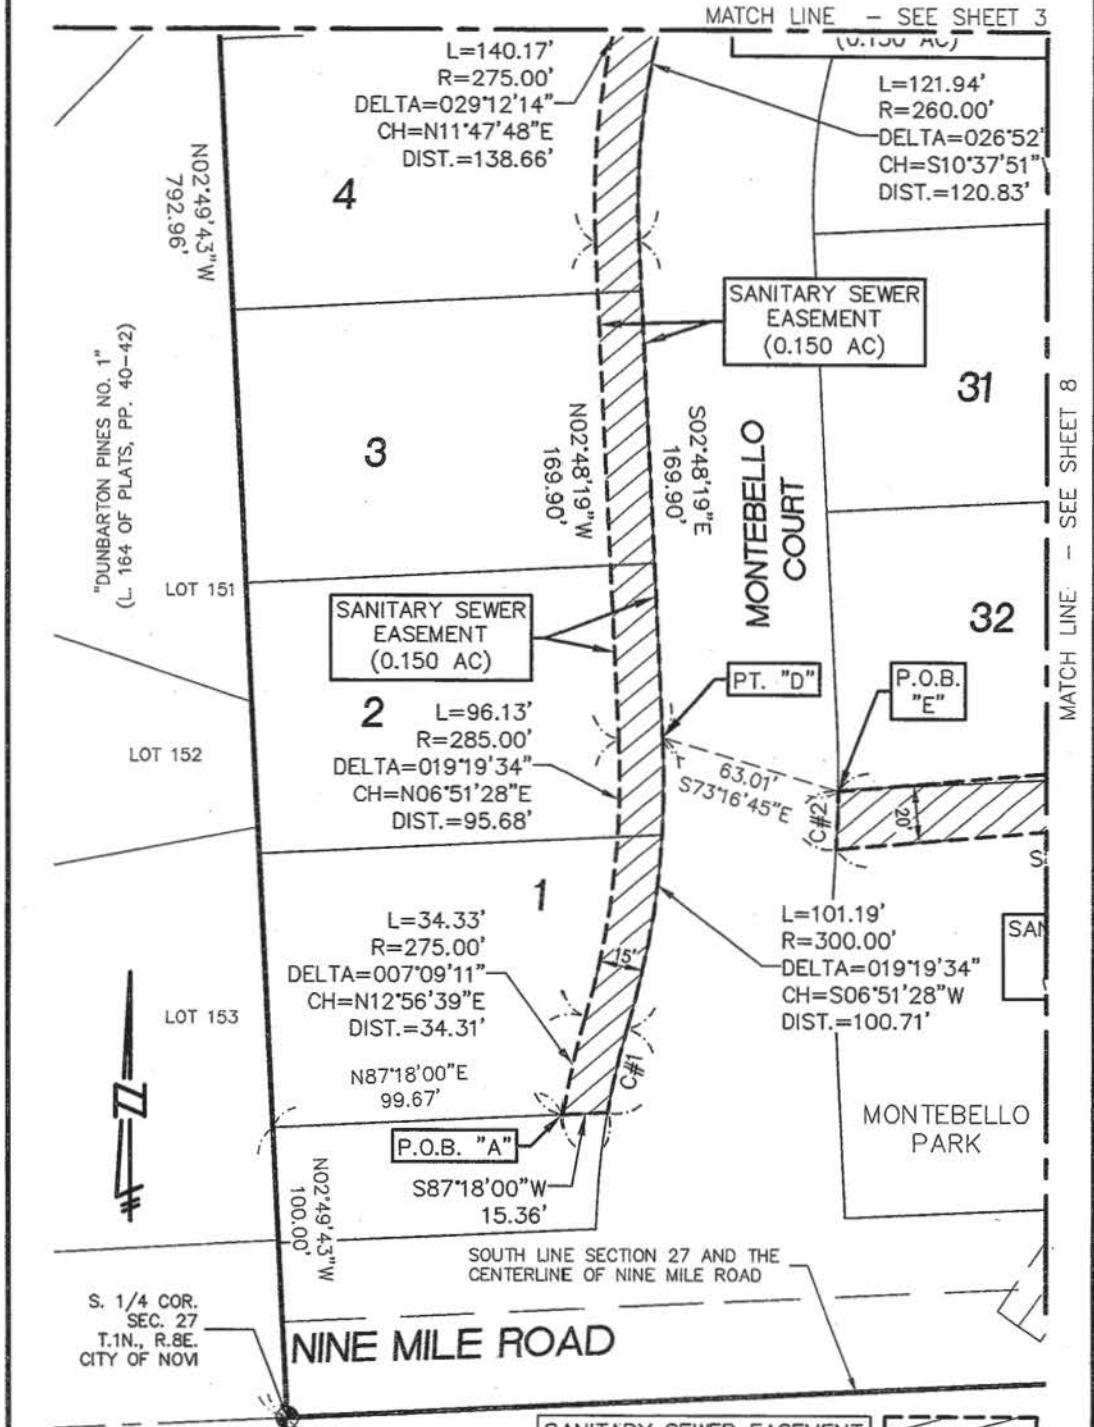 MATCH LINE - SEE SHEET 3
(0.150 AC)
L=140.17'
R=275.00'
DELTA=029°12'14"
CH=N11°47'48"E
DIST.=138.66'
L=121.94'
R=260.00'
DELTA=026°52'
CH=S10°37'51"
DIST.=120.83'
N02°49'43"W
792.96'
4
SANITARY SEWER
EASEMENT
(0.150 AC)
31
"DUNBARTON PINES NO. 1"
(L. 164 OF PLATS, PP. 40-42)
3
N02°48'19"W
169.90'
S02°48'19"E
169.90'
MONTEBELLO
COURT
MATCH LINE - SEE SHEET 8
LOT 151
SANITARY SEWER
EASEMENT
(0.150 AC)
32
PT. "D"
P.O.B.
"E"
2
LOT 152
L=96.13'
R=285.00'
DELTA=019°19'34"
CH=N06°51'28"E
DIST.=95.68'
63.01'
S73°16'45"E
C#2
20'
S
1
L=34.33'
R=275.00'
DELTA=007°09'11"
CH=N12°56'39"E
DIST.=34.31'
15'
L=101.19'
R=300.00'
DELTA=019°19'34"
CH=S06°51'28"W
DIST.=100.71'
SAN
LOT 153
N87°18'00"E
99.67'
C#1
N
P.O.B. "A"
S87°18'00"W
15.36'
MONTEBELLO
PARK
N02°49'43"W
100.00'
SOUTH LINE SECTION 27 AND THE
CENTERLINE OF NINE MILE ROAD
S. 1/4 COR.
SEC. 27
T.1N., R.8E.
CITY OF NOVI
NINE MILE ROAD
SANITARY SEWER EASEMENT